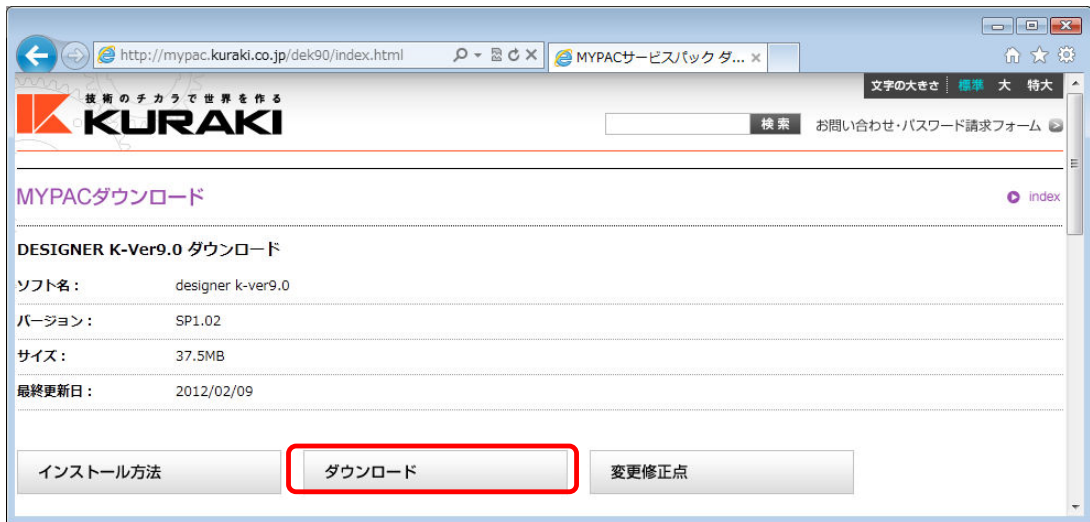 http://mypac.kuraki.co.jp/dek90/index.html
MYPACサービスパック ダ...
文字の大きさ 標準 大 特大
技術のチカラで世界を作る
KURAKI
検索
お問い合わせ・パスワード請求フォーム
MYPACダウンロード
index
DESIGNER K-Ver9.0 ダウンロード
ソフト名: designer k-ver9.0
バージョン: SP1.02
サイズ: 37.5MB
最終更新日: 2012/02/09
インストール方法 ダウンロード 変更修正点